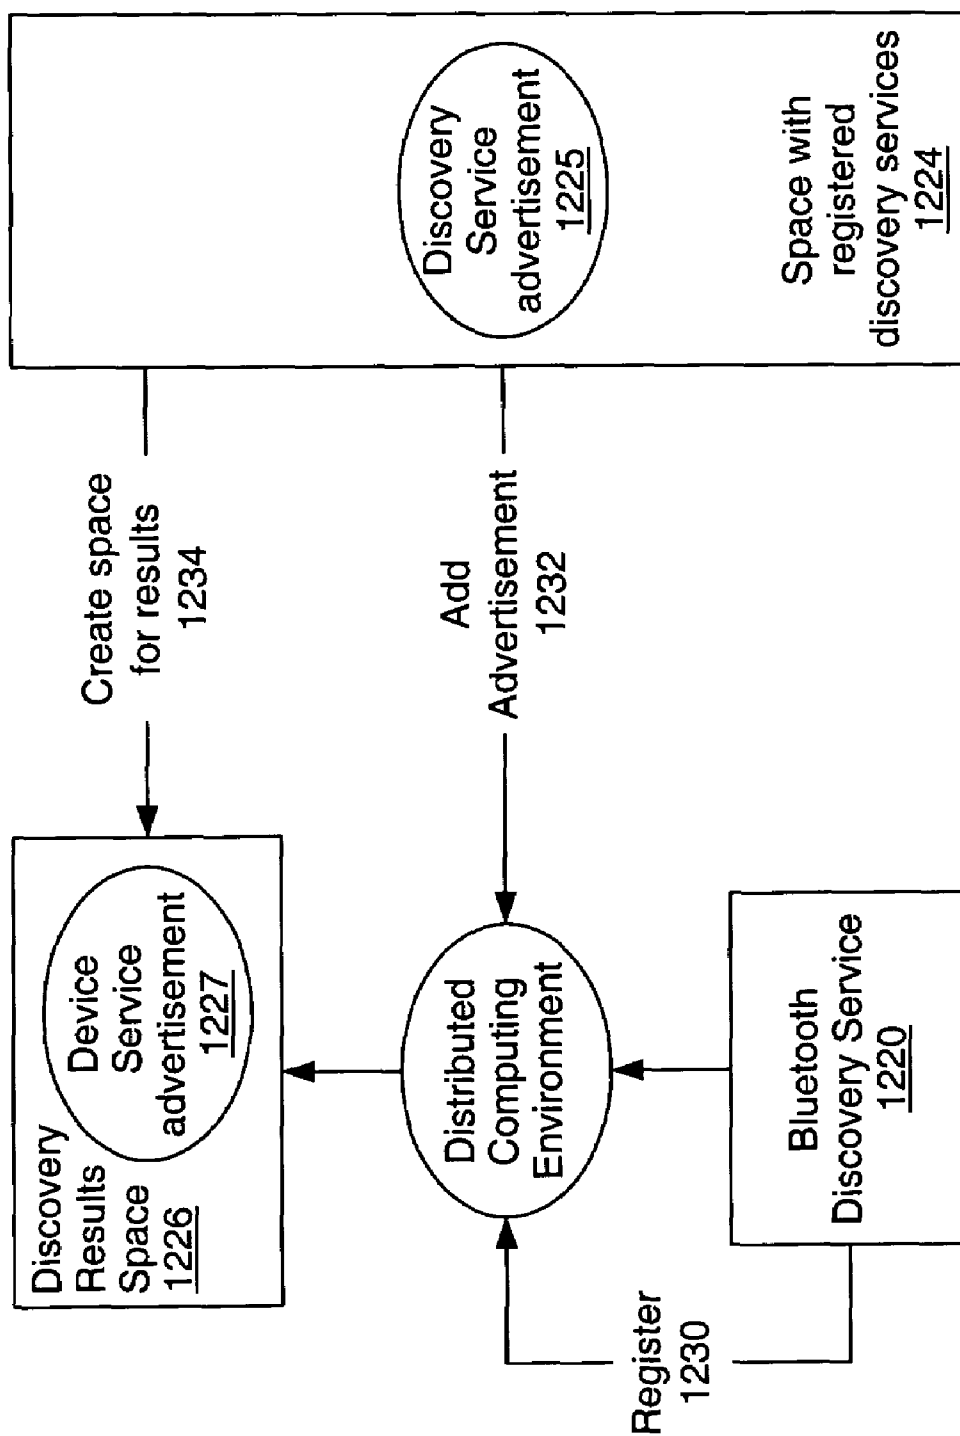 Discovery
Results
Space
1226
Device
Service
advertisement
1227
Create space
for results
1234
Distributed
Computing
Environment
Add
Advertisement
1232
Discovery
Service
advertisement
1225
Register
1230
Bluetooth
Discovery Service
1220
Space with
registered
discovery services
1224